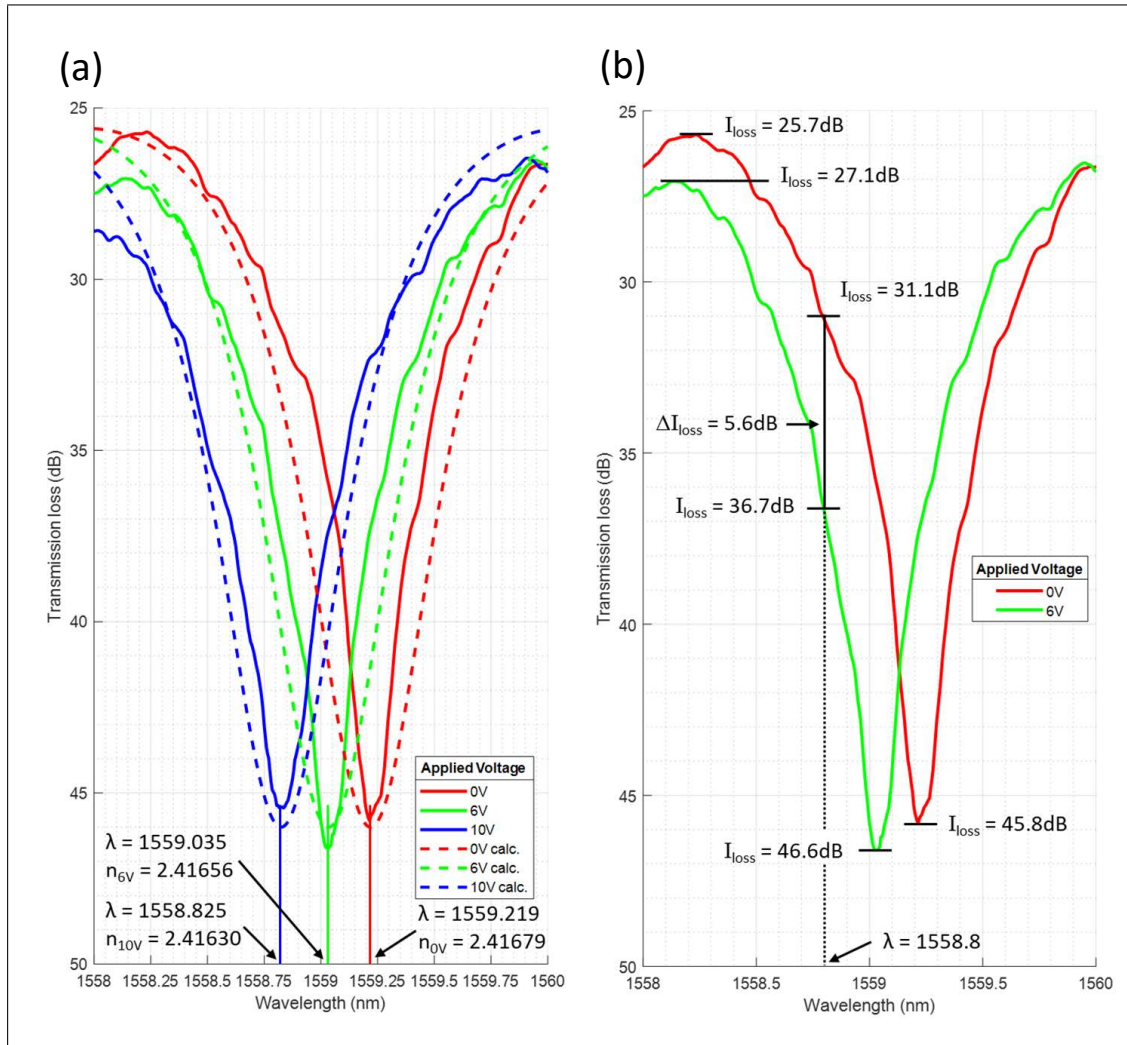 (a)
25
30
35
40
45
50
Transmission loss (dB)
Applied Voltage
0V
6V
10V
0V calc.
6V calc.
10V calc.
λ = 1559.035
n6V = 2.41656
λ = 1558.825
n10V = 2.41630
λ = 1559.219
n0V = 2.41679
1558
1558.25
1558.5
1558.75
1559
1559.25
1559.5
1559.75
1560
Wavelength (nm)
(b)
25
30
35
40
45
50
Transmission loss (dB)
Iloss = 25.7dB
Iloss = 27.1dB
Iloss = 31.1dB
ΔIloss = 5.6dB
Iloss = 36.7dB
Applied Voltage
0V
6V
Iloss = 45.8dB
Iloss = 46.6dB
λ = 1558.8
1558
1558.5
1559
1559.5
1560
Wavelength (nm)